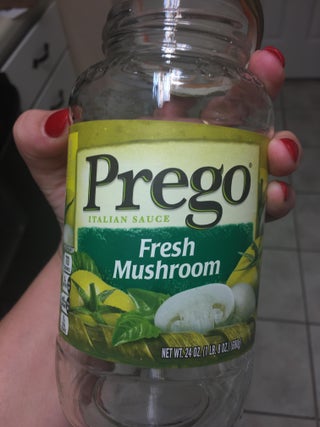 Prego®
ITALIAN SAUCE
Fresh
Mushroom
NET WT. 24 OZ. (1 LB. 8 OZ.) 680g